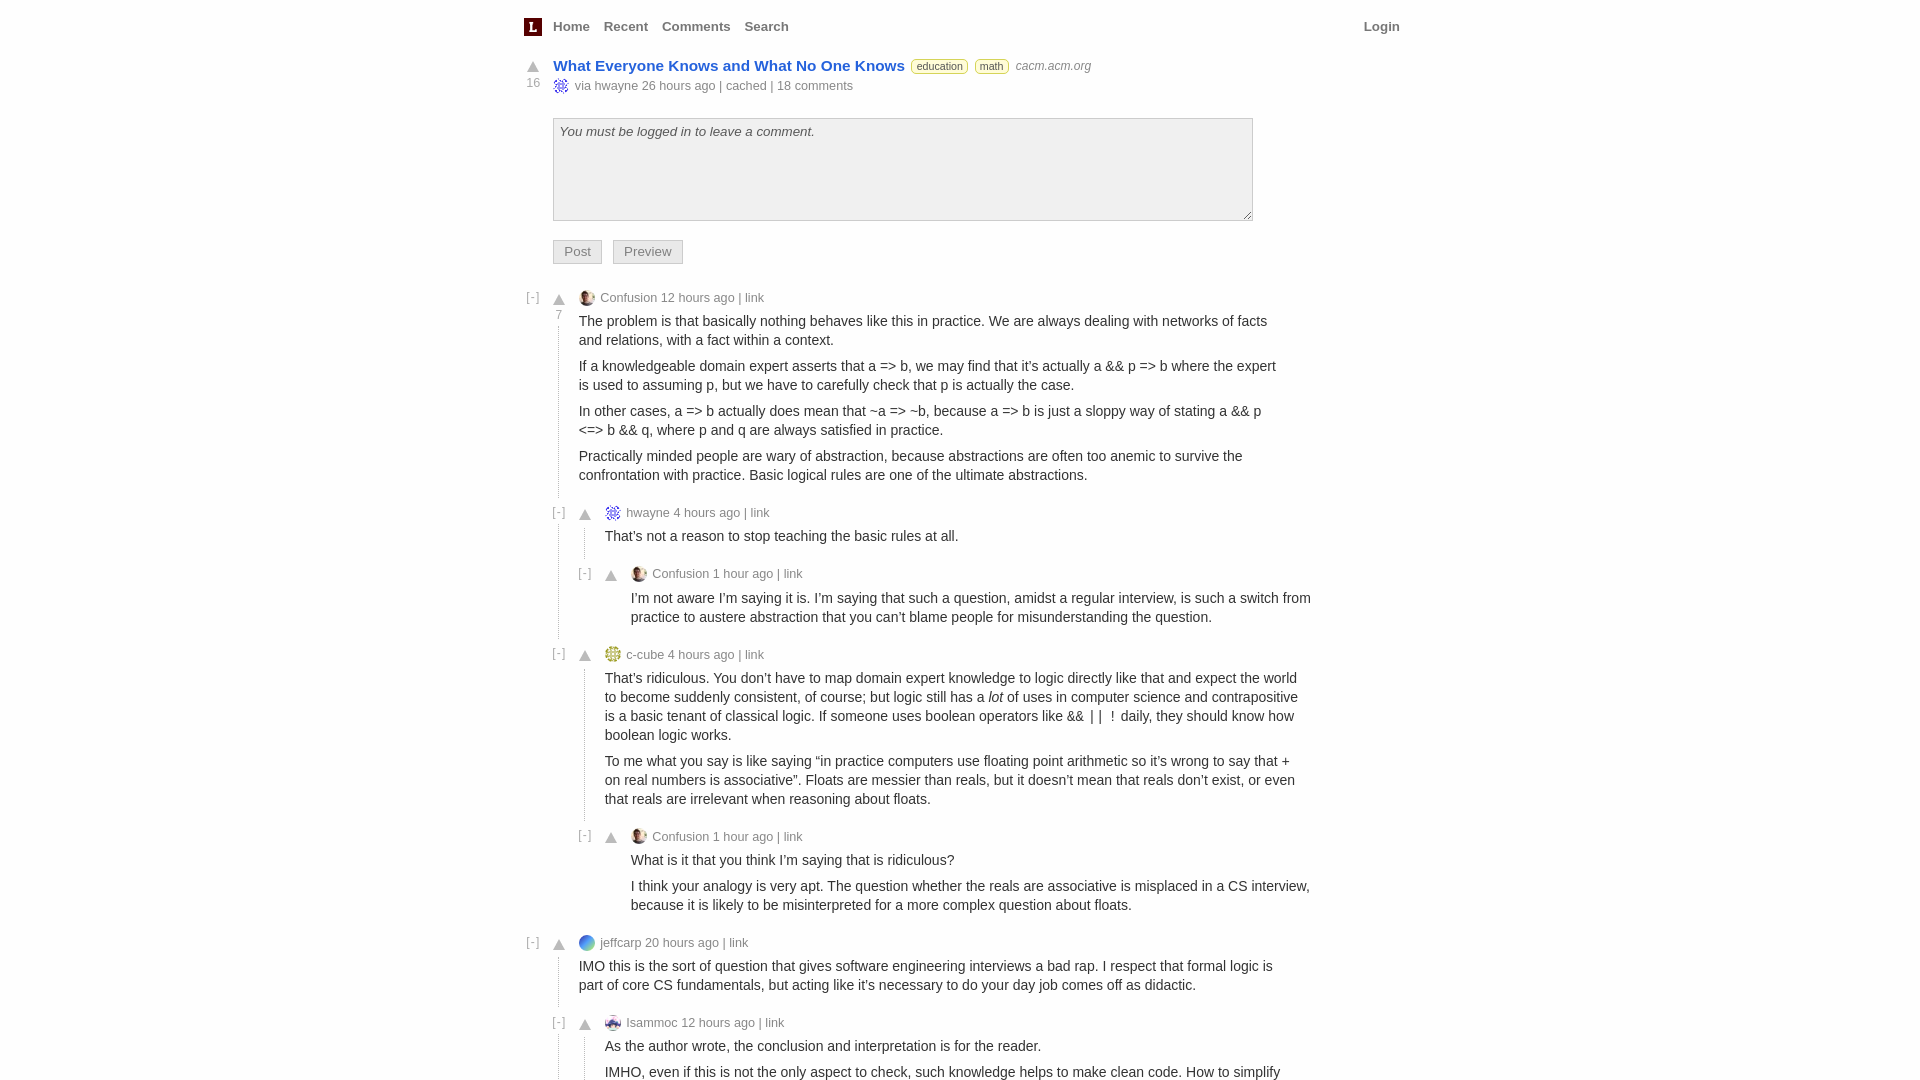 L Home Recent Comments Search Login
What Everyone Knows and What No One Knows education math cacm.acm.org
16 via hwayne 26 hours ago | cached | 18 comments
You must be logged in to leave a comment.
Post Preview
[-] Confusion 12 hours ago | link
7
The problem is that basically nothing behaves like this in practice. We are always dealing with networks of facts
and relations, with a fact within a context.
If a knowledgeable domain expert asserts that a => b, we may find that it’s actually a && p => b where the expert
is used to assuming p, but we have to carefully check that p is actually the case.
In other cases, a => b actually does mean that ~a => ~b, because a => b is just a sloppy way of stating a && p
<=> b && q, where p and q are always satisfied in practice.
Practically minded people are wary of abstraction, because abstractions are often too anemic to survive the
confrontation with practice. Basic logical rules are one of the ultimate abstractions.
[-] hwayne 4 hours ago | link
That’s not a reason to stop teaching the basic rules at all.
[-] Confusion 1 hour ago | link
I’m not aware I’m saying it is. I’m saying that such a question, amidst a regular interview, is such a switch from
practice to austere abstraction that you can’t blame people for misunderstanding the question.
[-] c-cube 4 hours ago | link
That’s ridiculous. You don’t have to map domain expert knowledge to logic directly like that and expect the world
to become suddenly consistent, of course; but logic still has a lot of uses in computer science and contrapositive
is a basic tenant of classical logic. If someone uses boolean operators like && || ! daily, they should know how
boolean logic works.
To me what you say is like saying “in practice computers use floating point arithmetic so it’s wrong to say that +
on real numbers is associative”. Floats are messier than reals, but it doesn’t mean that reals don’t exist, or even
that reals are irrelevant when reasoning about floats.
[-] Confusion 1 hour ago | link
What is it that you think I’m saying that is ridiculous?
I think your analogy is very apt. The question whether the reals are associative is misplaced in a CS interview,
because it is likely to be misinterpreted for a more complex question about floats.
[-] jeffcarp 20 hours ago | link
IMO this is the sort of question that gives software engineering interviews a bad rap. I respect that formal logic is
part of core CS fundamentals, but acting like it’s necessary to do your day job comes off as didactic.
[-] Isammoc 12 hours ago | link
As the author wrote, the conclusion and interpretation is for the reader.
IMHO, even if this is not the only aspect to check, such knowledge helps to make clean code. How to simplify